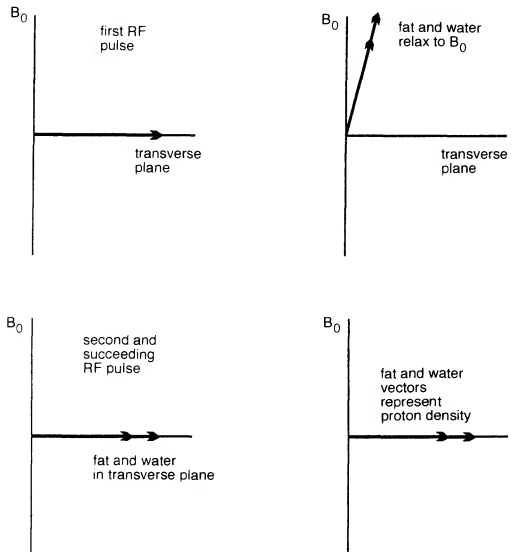 B₀
first RF
pulse
transverse
plane
B₀
fat and water
relax to B₀
transverse
plane
B₀
second and
succeeding
RF pulse
fat and water
in transverse plane
B₀
fat and water
vectors
represent
proton density